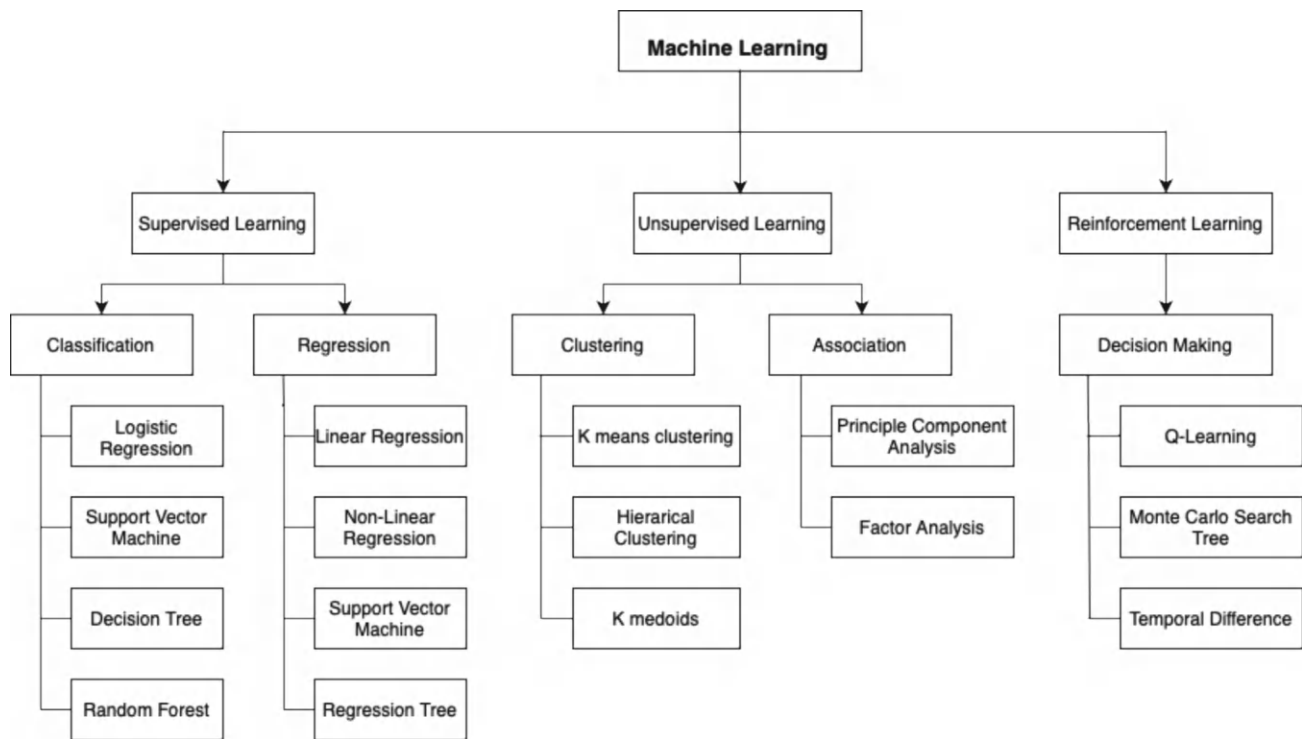 Machine Learning
Supervised Learning
Unsupervised Learning
Reinforcement Learning
Classification
Regression
Clustering
Association
Decision Making
Logistic
Regression
Linear Regression
K means clustering
Principle Component
Analysis
Q-Learning
Support Vector
Machine
Non-Linear
Regression
Hierarical
Clustering
Factor Analysis
Monte Carlo Search
Tree
Decision Tree
Support Vector
Machine
K medoids
Temporal Difference
Random Forest
Regression Tree